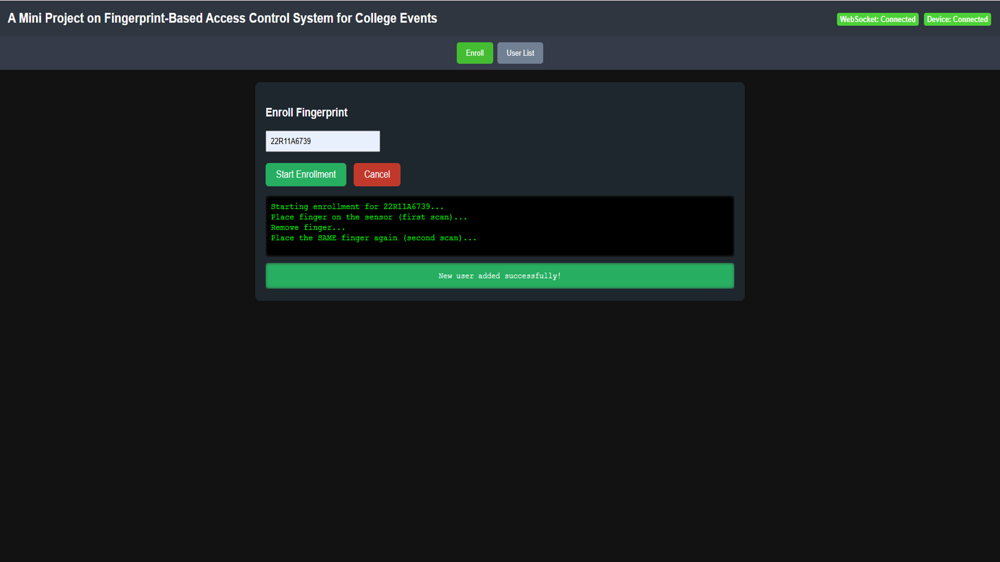 A Mini Project on Fingerprint-Based Access Control System for College Events
WebSocket: Connected
Device: Connected
Enroll
User List
Enroll Fingerprint
22R11A6739
Start Enrollment
Cancel
Starting enrollment for 22R11A6739...
Place finger on the sensor (first scan)...
Remove finger...
Place the SAME finger again (second scan)...
New user added successfully!